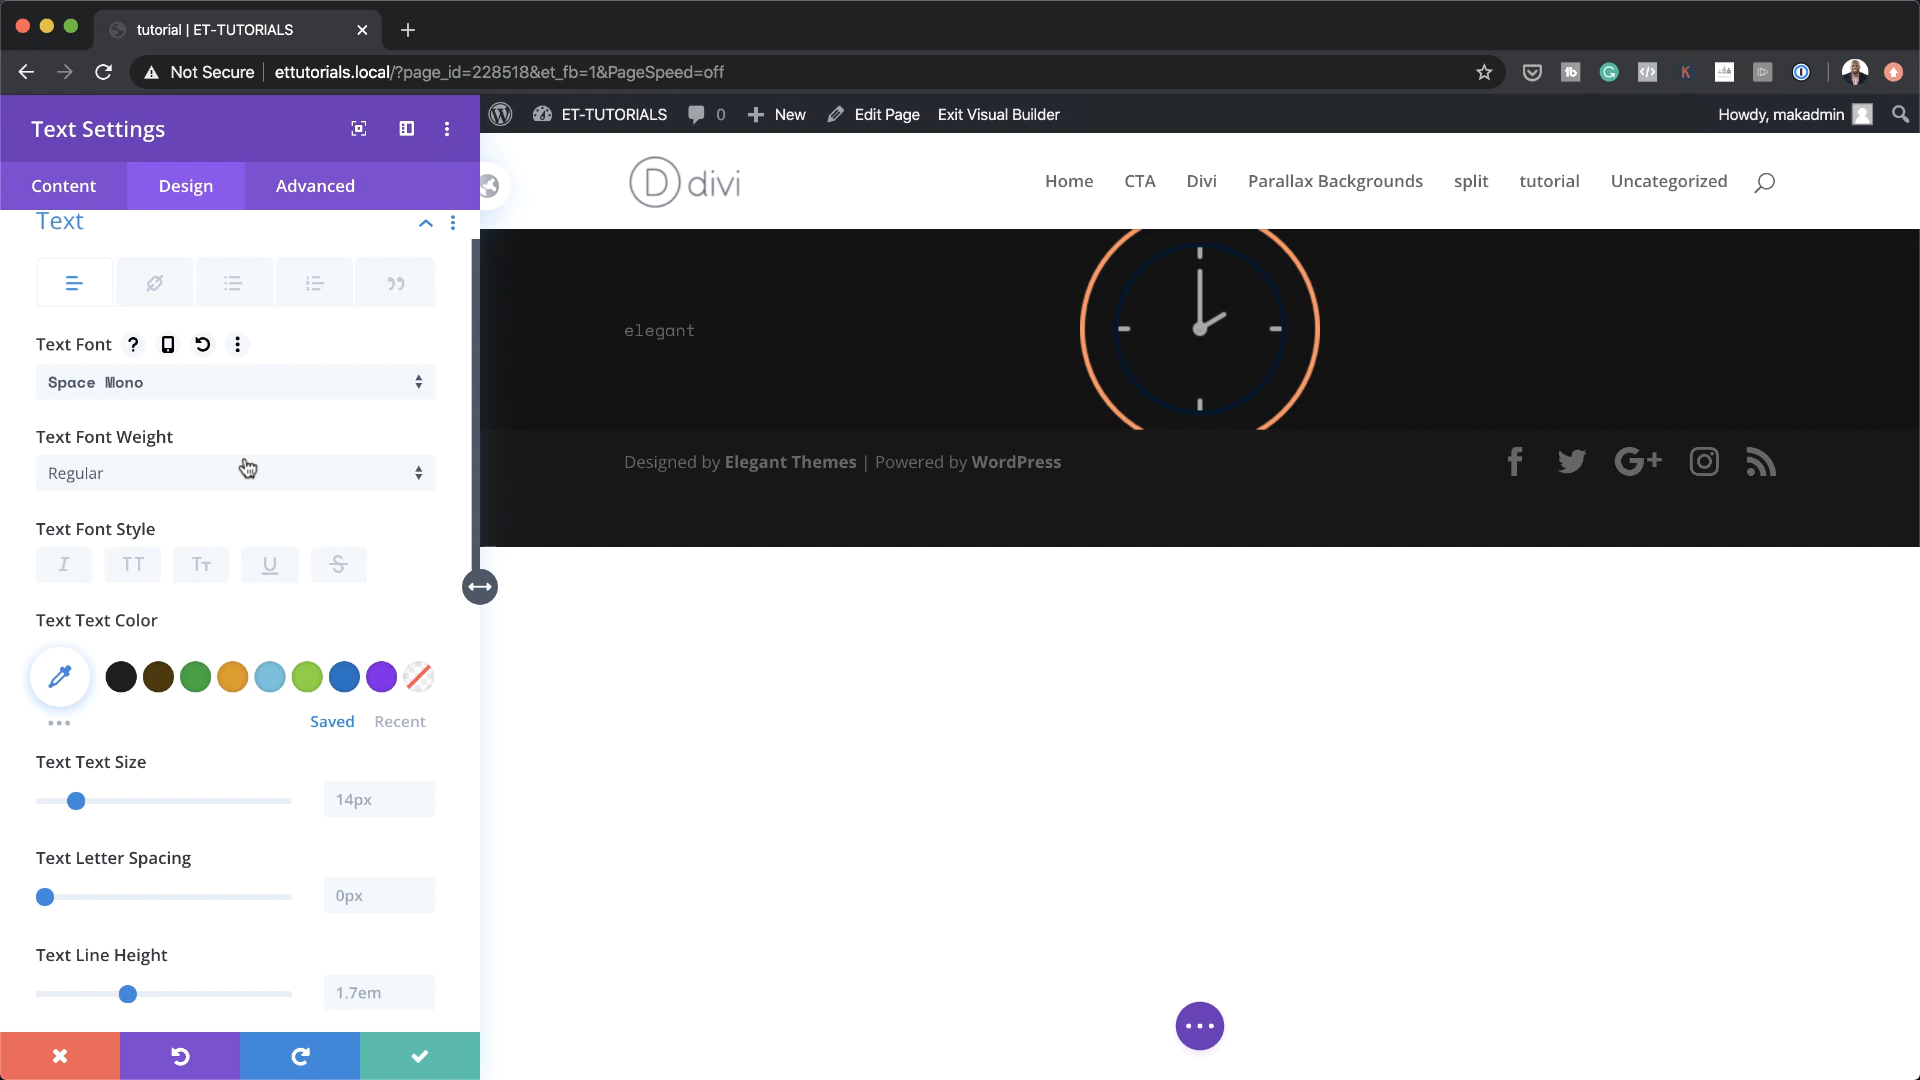 tutorial | ET-TUTORIALS
Not Secure ettutorials.local/?page_id=228518&et_fb=1&PageSpeed=off
ET-TUTORIALS 0 New Edit Page Exit Visual Builder Howdy, makadmin
Text Settings
Content Design Advanced
divi
Home CTA Divi Parallax Backgrounds split tutorial Uncategorized
Text
Text Font ?
Space Mono
elegant
Text Font Weight
Regular
Designed by Elegant Themes | Powered by WordPress
Text Font Style
I TT Tт U S
Text Text Color
Saved Recent
Text Text Size
14px
Text Letter Spacing
0px
Text Line Height
1.7em